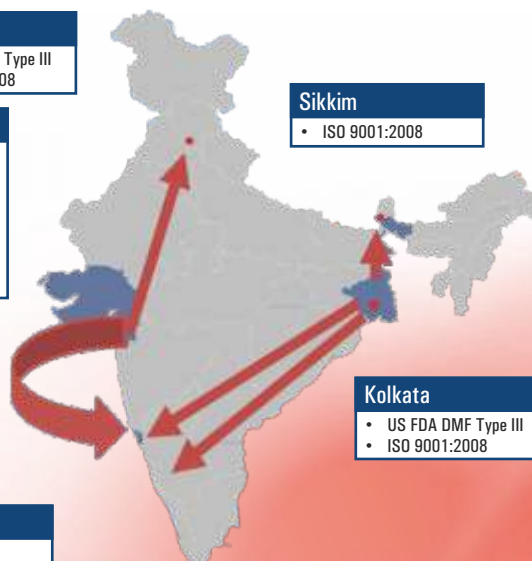 Type III
08
Sikkim
• ISO 9001:2008
Kolkata
• US FDA DMF Type III
• ISO 9001:2008